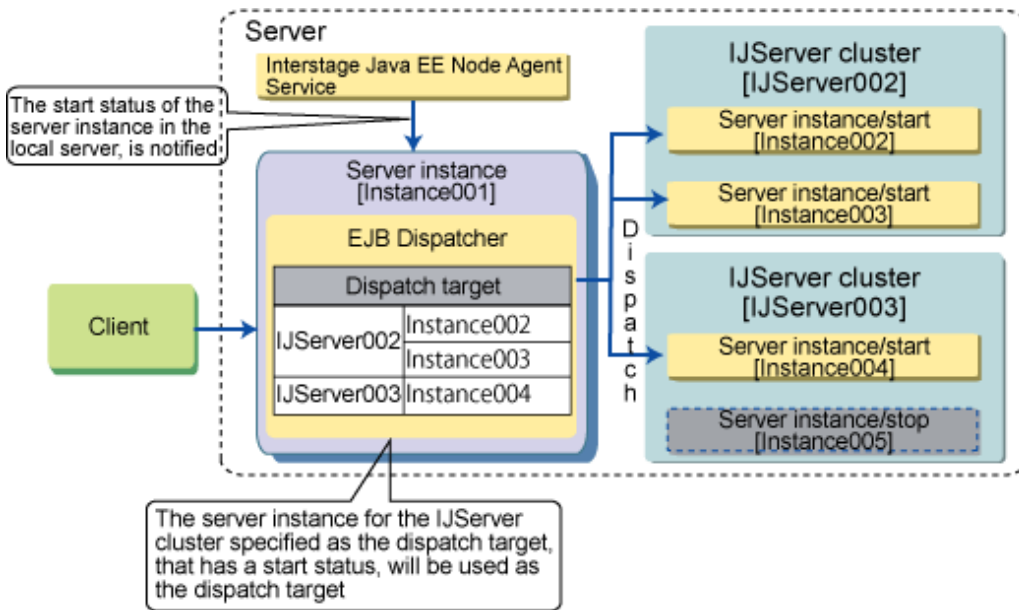 Server
Interstage Java EE Node Agent
Service
The start status of the
server instance in the
local server, is notified
Server instance
[Instance001]
EJB Dispatcher
Dispatch target
IJServer002
Instance002
Instance003
IJServer003
Instance004
Client
Dispatch
IJServer cluster
[IJServer002]
Server instance/start
[Instance002]
Server instance/start
[Instance003]
IJServer cluster
[IJServer003]
Server instance/start
[Instance004]
Server instance/stop
[Instance005]
The server instance for the IJServer
cluster specified as the dispatch target,
that has a start status, will be used as
the dispatch target